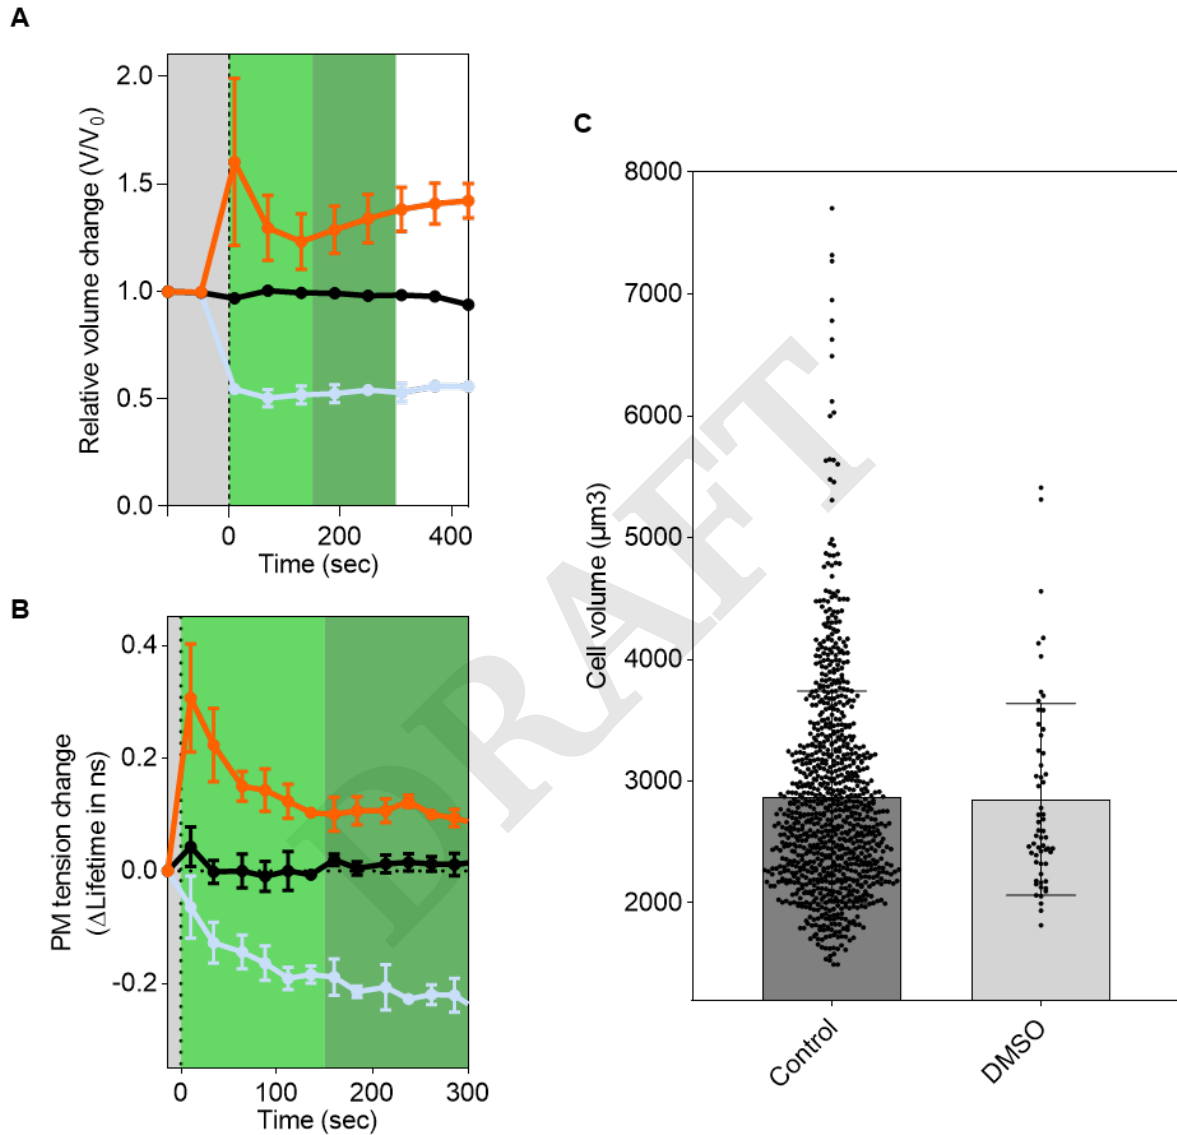 A
Relative volume change (V/V0)
2.0
1.5
1.0
0.5
0.0
0
200
400
Time (sec)
B
PM tension change
(ΔLifetime in ns)
0.4
0.2
0.0
-0.2
0
100
200
300
Time (sec)
C
Cell volume (µm3)
8000
7000
6000
5000
4000
3000
2000
Control
DMSO
DRAFT